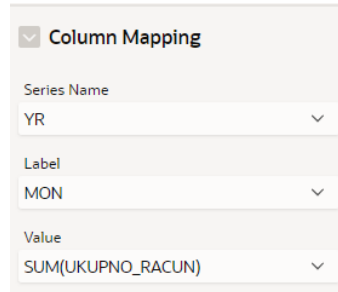 Column Mapping
Series Name
YR
Label
MON
Value
SUM(UKUPNO_RACUN)